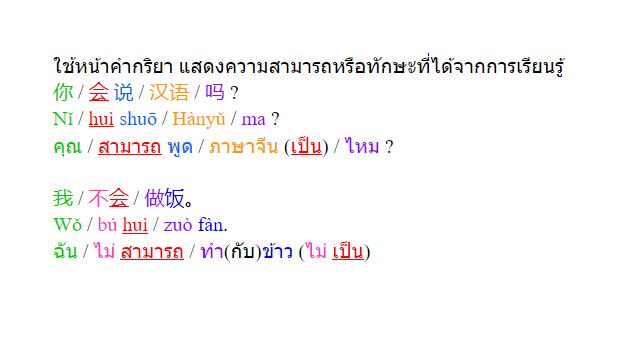 ใช้หน้าคำกริยา แสดงความสามารถหรือทักษะที่ได้จากการเรียนรู้
你 / 会 说 / 汉语 / 吗 ?
Nǐ / huì shuō / Hànyǔ / ma ?
คุณ / สามารถ พูด / ภาษาจีน (เป็น) / ไหม ?
我 / 不会 / 做饭。
Wǒ / bú huì / zuò fàn.
ฉัน / ไม่ สามารถ / ทำ(กับ)ข้าว (ไม่ เป็น)